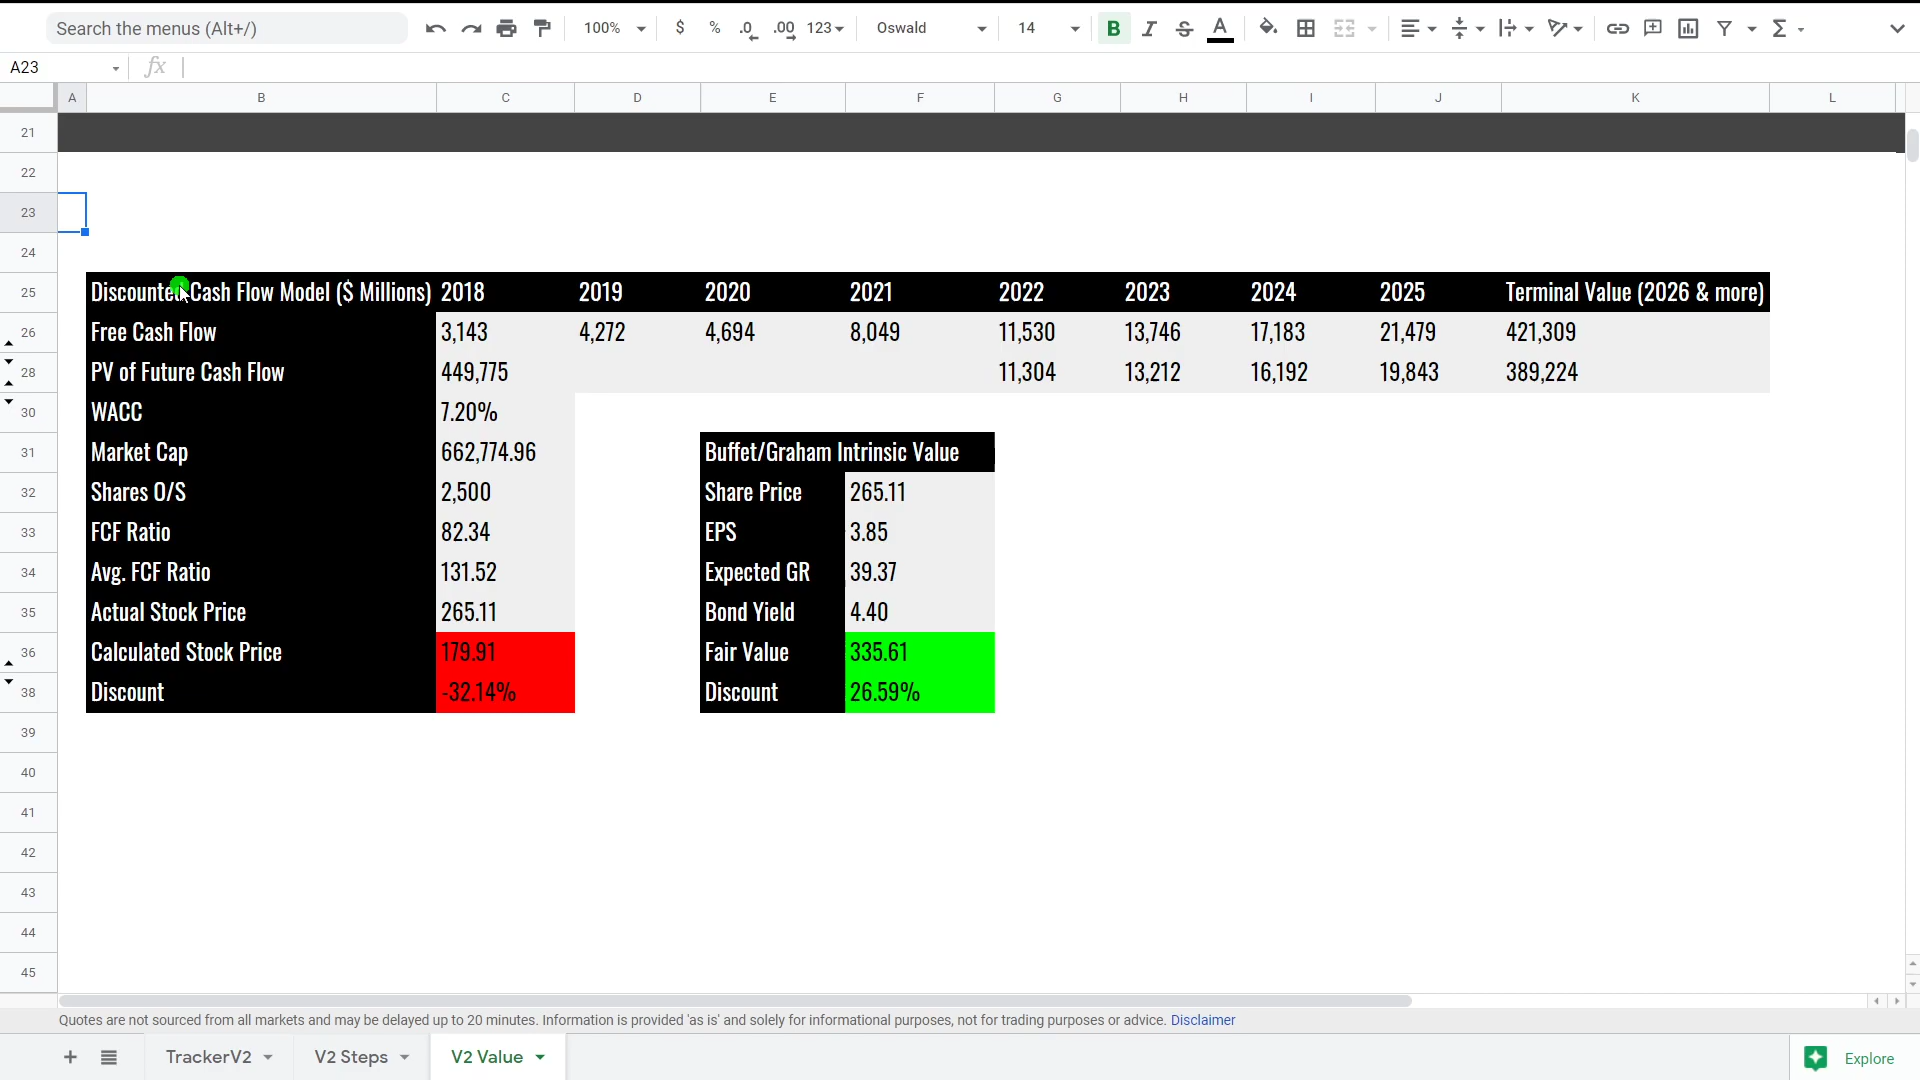 Search the menus (Alt+/) 100% $ % .0 .00 123 Oswald 14 B I S A
A23 fx
A B C D E F G H I J K L
21
22
23
24
25 Discounted Cash Flow Model ($ Millions) 2018 2019 2020 2021 2022 2023 2024 2025 Terminal Value (2026 & more)
26 Free Cash Flow 3,143 4,272 4,694 8,049 11,530 13,746 17,183 21,479 421,309
28 PV of Future Cash Flow 449,775 11,304 13,212 16,192 19,843 389,224
30 WACC 7.20%
31 Market Cap 662,774.96 Buffet/Graham Intrinsic Value
32 Shares O/S 2,500 Share Price 265.11
33 FCF Ratio 82.34 EPS 3.85
34 Avg. FCF Ratio 131.52 Expected GR 39.37
35 Actual Stock Price 265.11 Bond Yield 4.40
36 Calculated Stock Price 179.91 Fair Value 335.61
38 Discount -32.14% Discount 26.59%
39
40
41
42
43
44
45
Quotes are not sourced from all markets and may be delayed up to 20 minutes. Information is provided 'as is' and solely for informational purposes, not for trading purposes or advice. Disclaimer
TrackerV2 V2 Steps V2 Value Explore